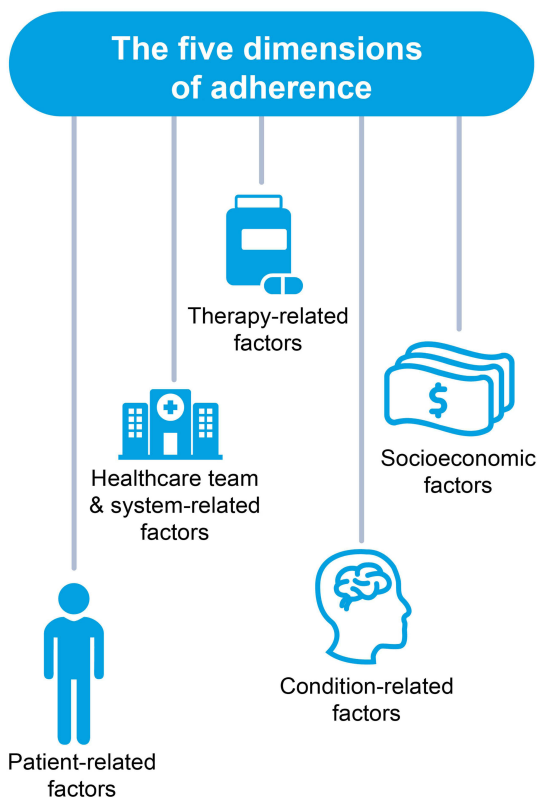 The five dimensions
of adherence
Therapy-related
factors
$
Socioeconomic
factors
Healthcare team
& system-related
factors
Condition-related
factors
Patient-related
factors